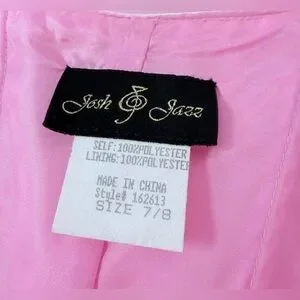 Josh & Jazz
SELF:100%POLYESTER
LINING:100%POLYESTER
MADE IN CHINA
Style# 162613
SIZE 7/8